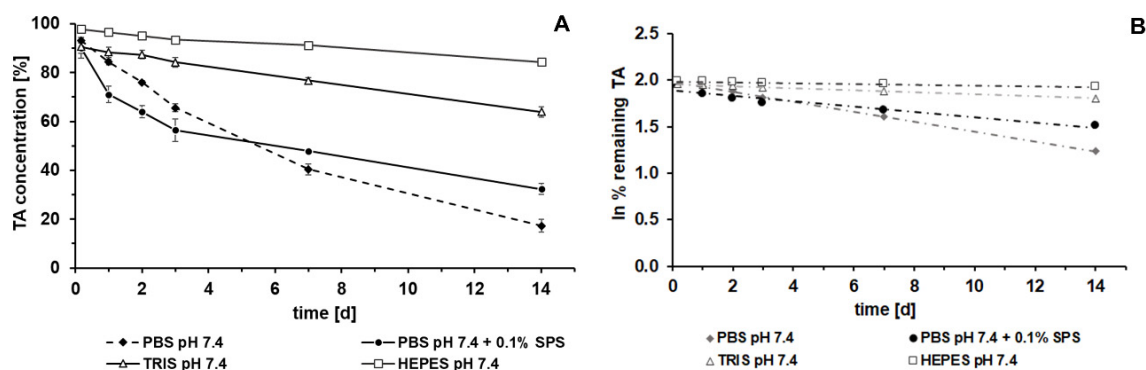 A
TA concentration [%]
100
80
60
40
20
0
0 2 4 6 8 10 12 14
time [d]
PBS pH 7.4
PBS pH 7.4 + 0.1% SPS
TRIS pH 7.4
HEPES pH 7.4
B
ln % remaining TA
2.5
2.0
1.5
1.0
0.5
0.0
0 2 4 6 8 10 12 14
time [d]
PBS pH 7.4
PBS pH 7.4 + 0.1% SPS
TRIS pH 7.4
HEPES pH 7.4